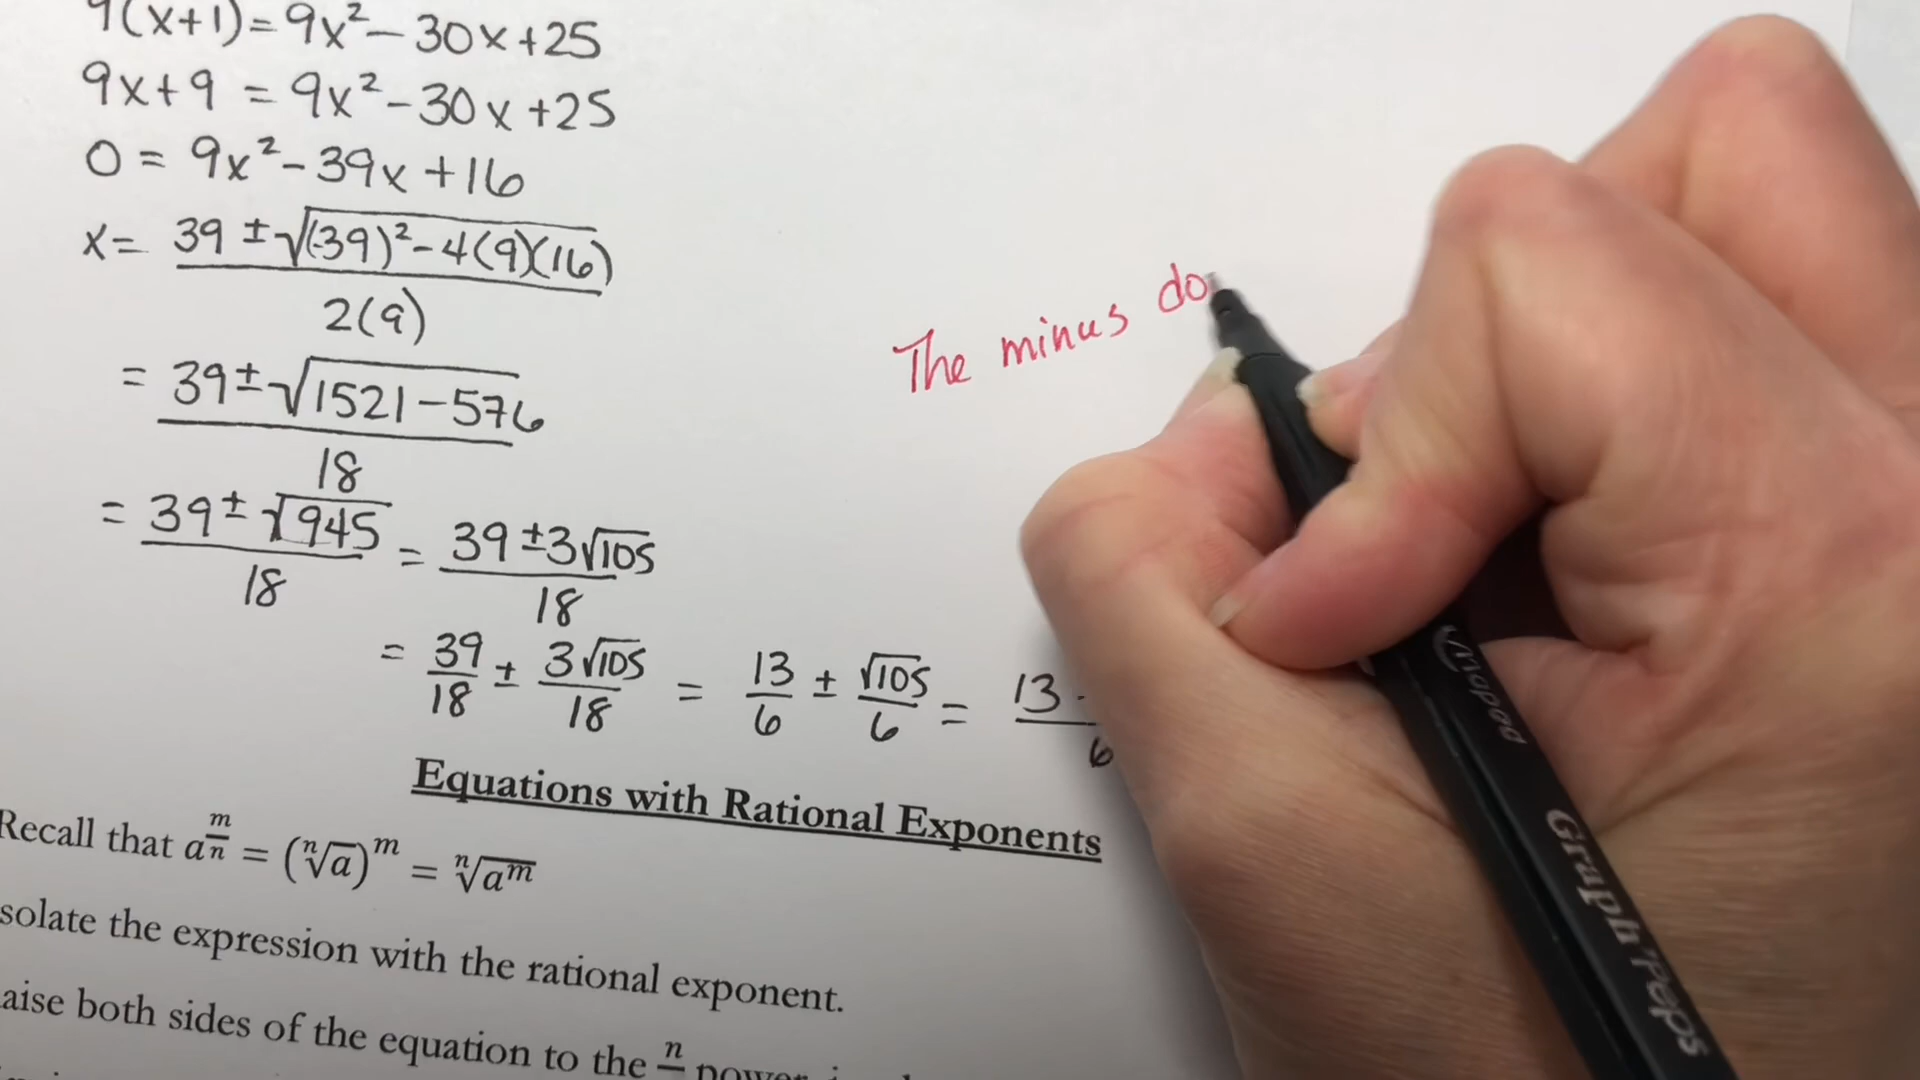 9(x+1)=9x²-30x+25
9x+9 = 9x²-30x+25
0 = 9x²-39x+16
x= 39 ± √(-39)²-4(9)(16)
2(9)
= 39 ± √1521-576
18
= 39 ± √945 / 18 = 39 ± 3√105 / 18
= 39/18 ± 3√105/18 = 13/6 ± √105/6 = 13 - / 6
The minus do
Equations with Rational Exponents
Recall that a^(m/n) = (ⁿ√a)^m = ⁿ√a^m
solate the expression with the rational exponent.
aise both sides of the equation to the n power
Pedaw
Graph'Peps